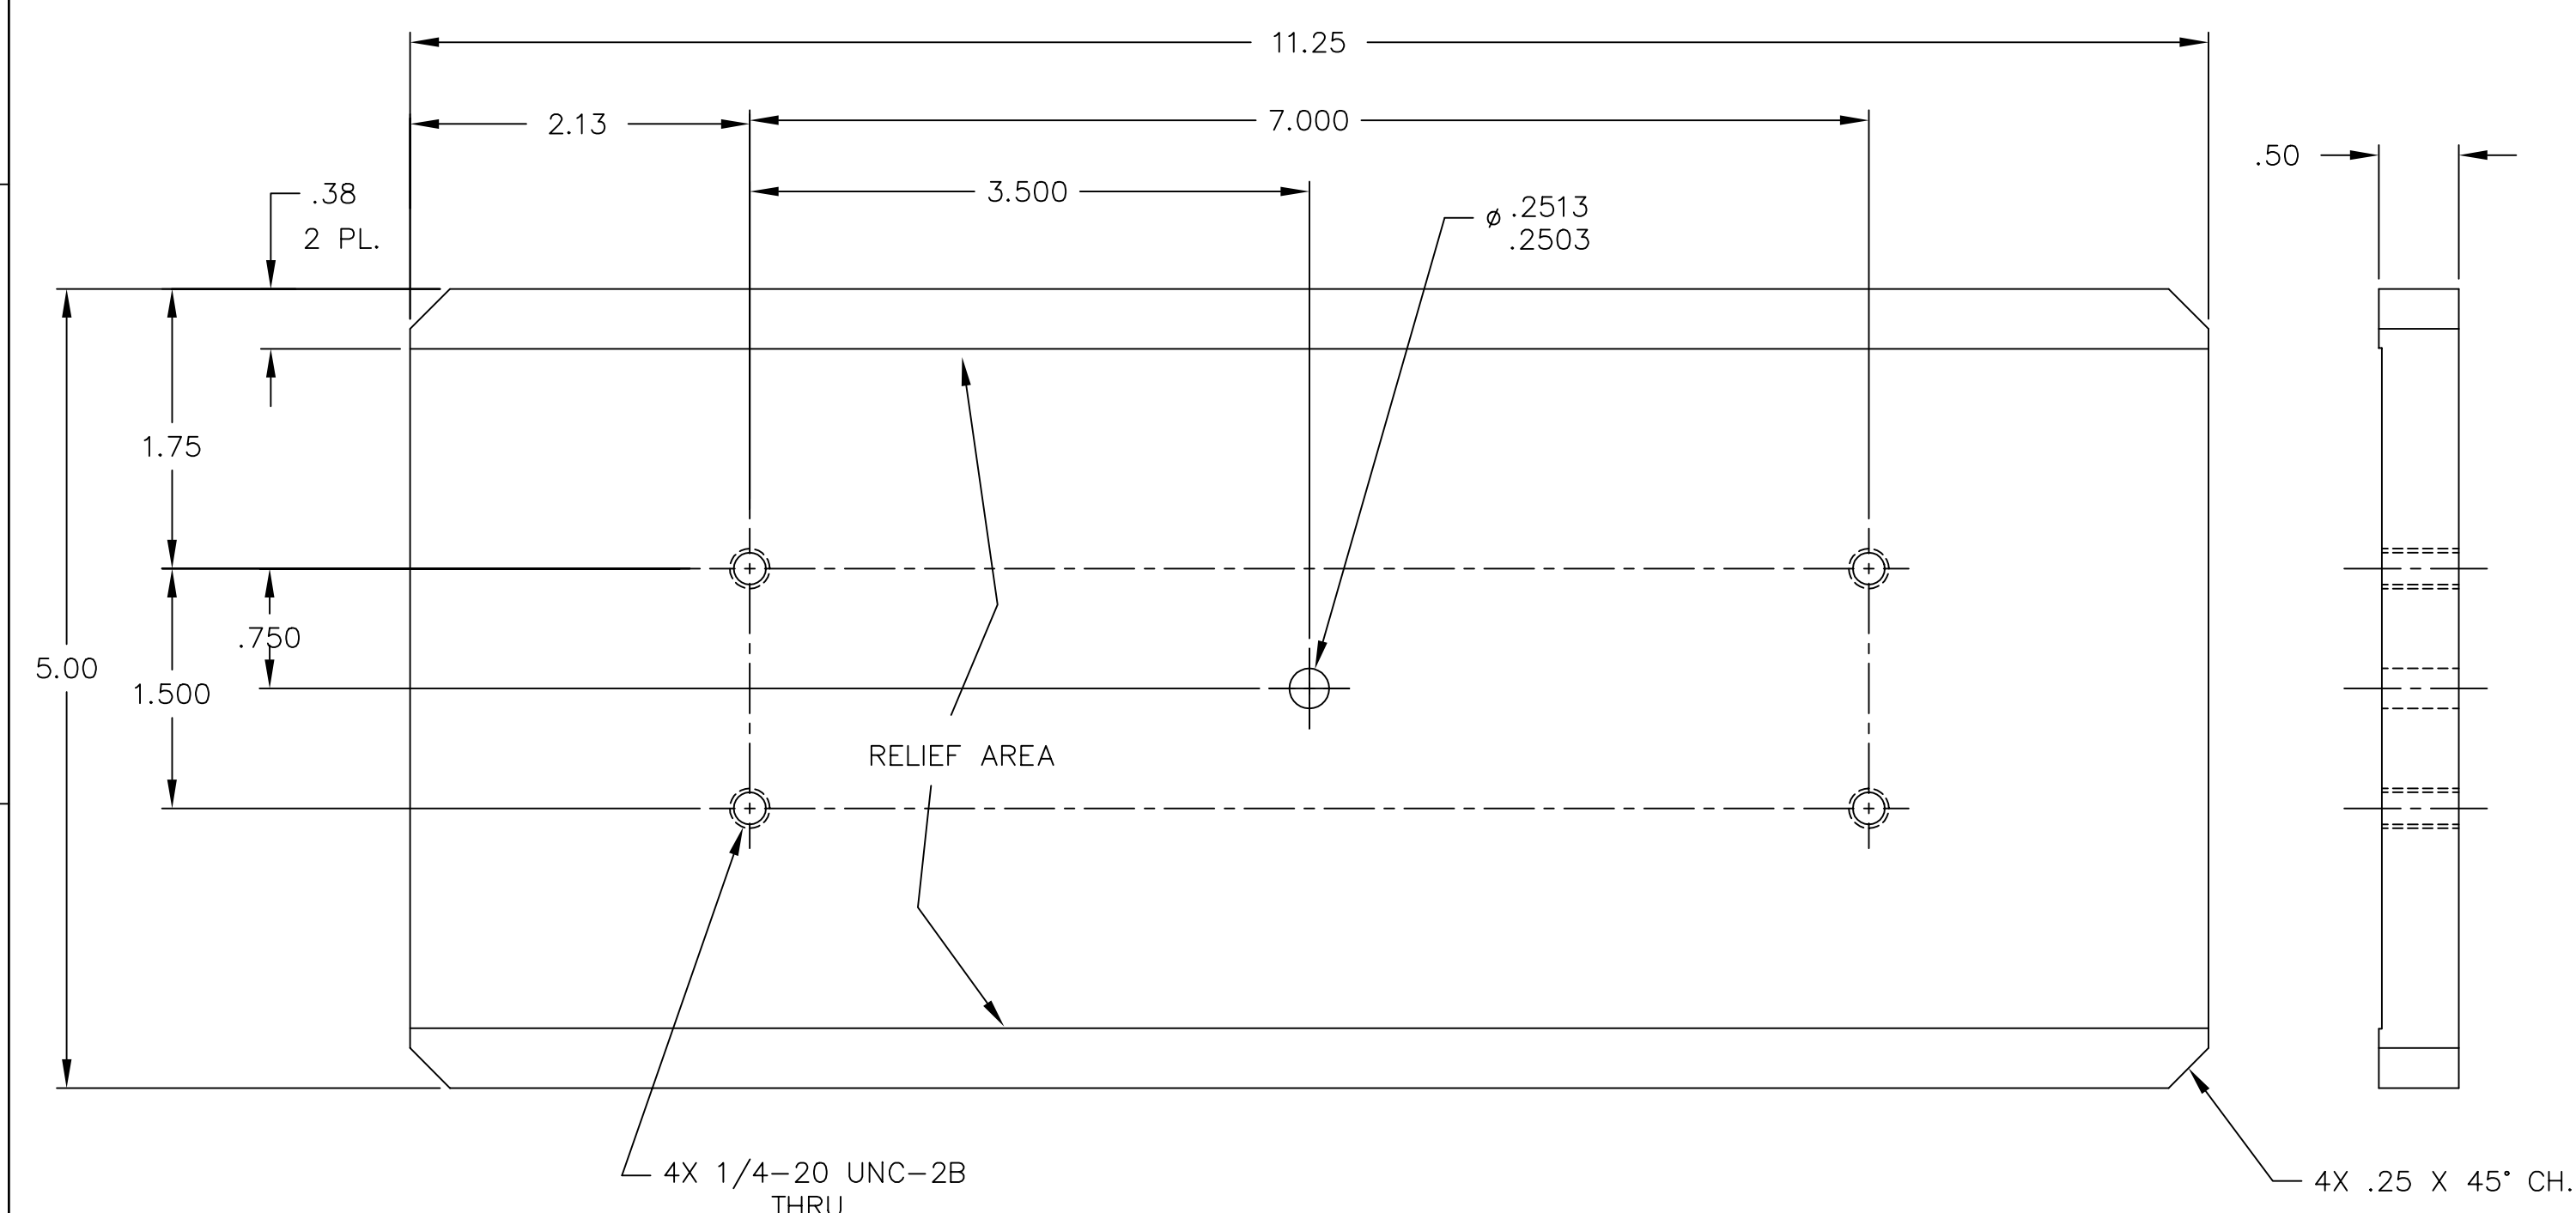 11.25
2.13
7.000
.50
.38
2 PL.
3.500
ø .2513
.2503
1.75
.750
5.00
1.500
RELIEF AREA
4X 1/4-20 UNC-2B
THRU
4X .25 X 45° CH.